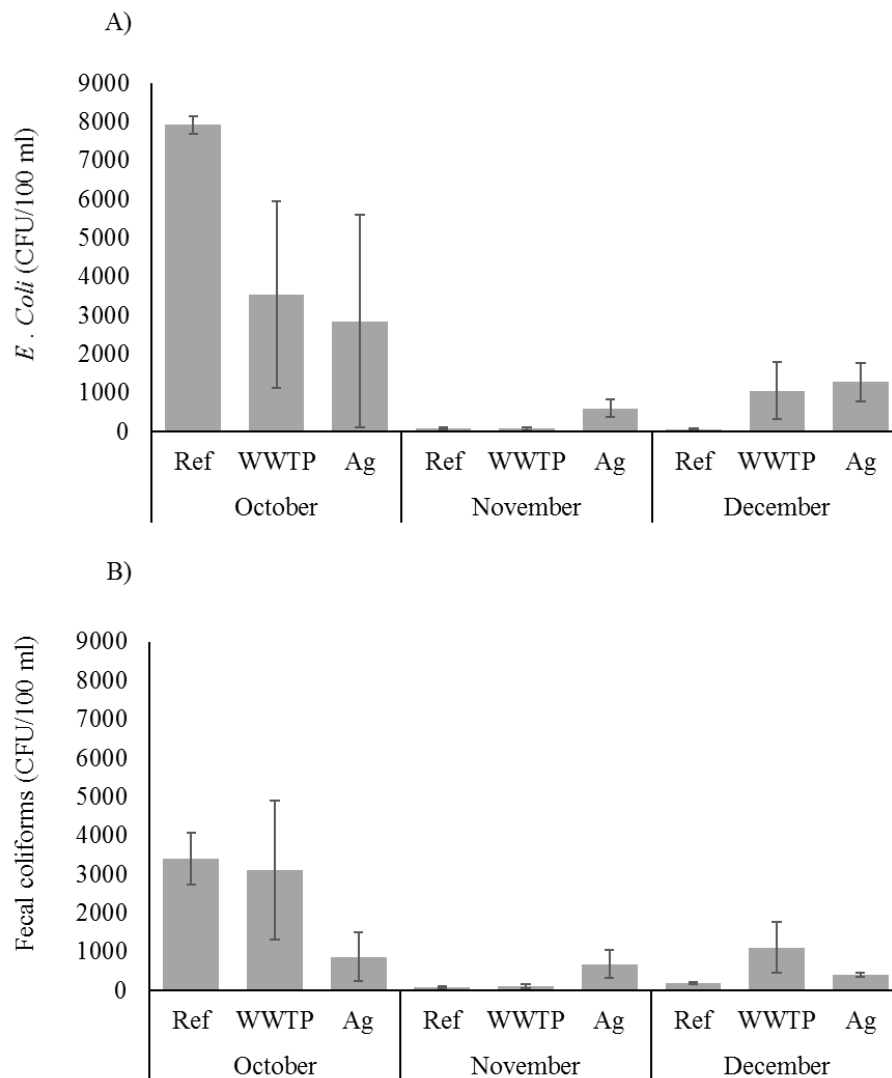 A)
E . Coli (CFU/100 ml)
9000
8000
7000
6000
5000
4000
3000
2000
1000
0
Ref WWTP Ag Ref WWTP Ag Ref WWTP Ag
October November December
B)
Fecal coliforms (CFU/100 ml)
9000
8000
7000
6000
5000
4000
3000
2000
1000
0
Ref WWTP Ag Ref WWTP Ag Ref WWTP Ag
October November December